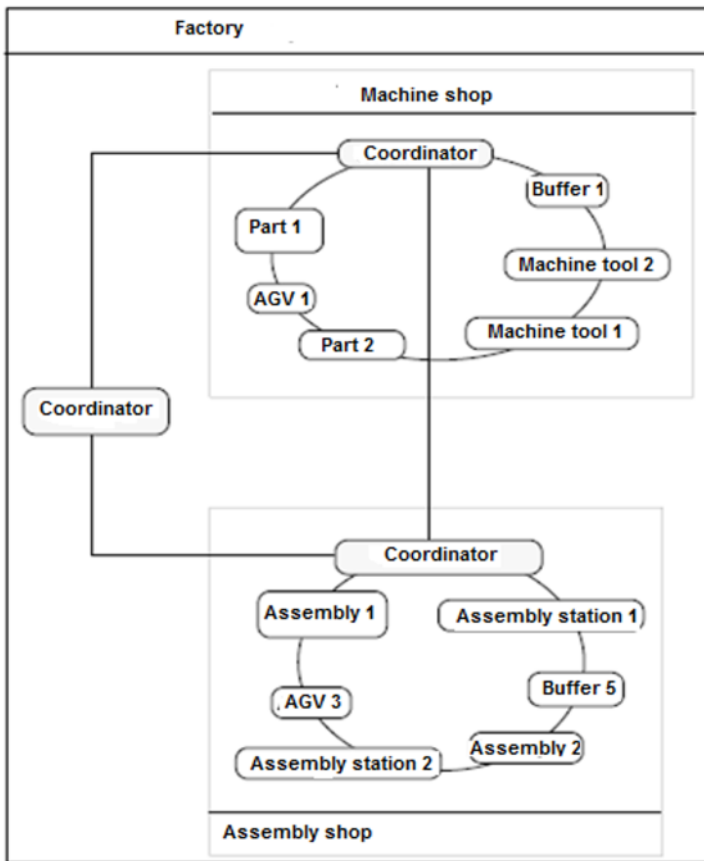 Factory
Machine shop
Coordinator
Buffer 1
Part 1
Machine tool 2
AGV 1
Machine tool 1
Part 2
Coordinator
Coordinator
Assembly 1
Assembly station 1
Buffer 5
AGV 3
Assembly 2
Assembly station 2
Assembly shop